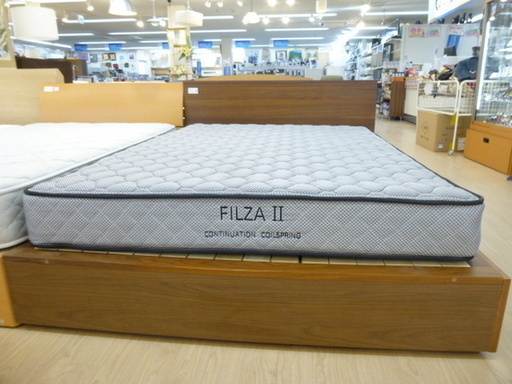 FILZA II
CONTINUATION COILSPRING